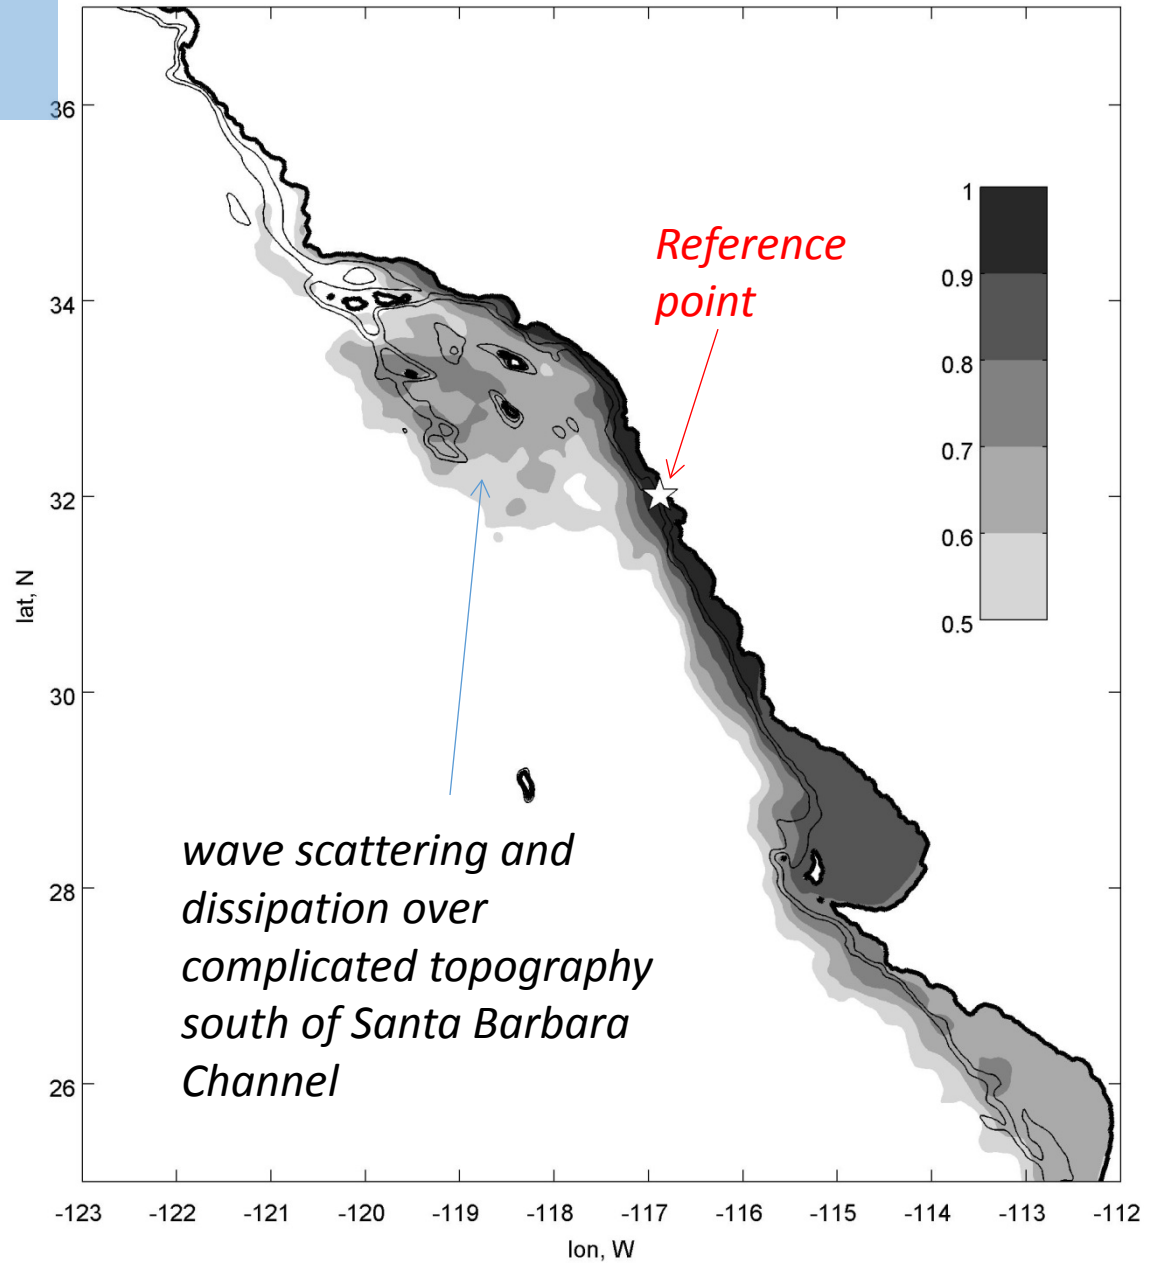 36
34
32
30
28
26
lat, N
Reference
point
1
0.9
0.8
0.7
0.6
0.5
wave scattering and
dissipation over
complicated topography
south of Santa Barbara
Channel
-123 -122 -121 -120 -119 -118 -117 -116 -115 -114 -113 -112
lon, W